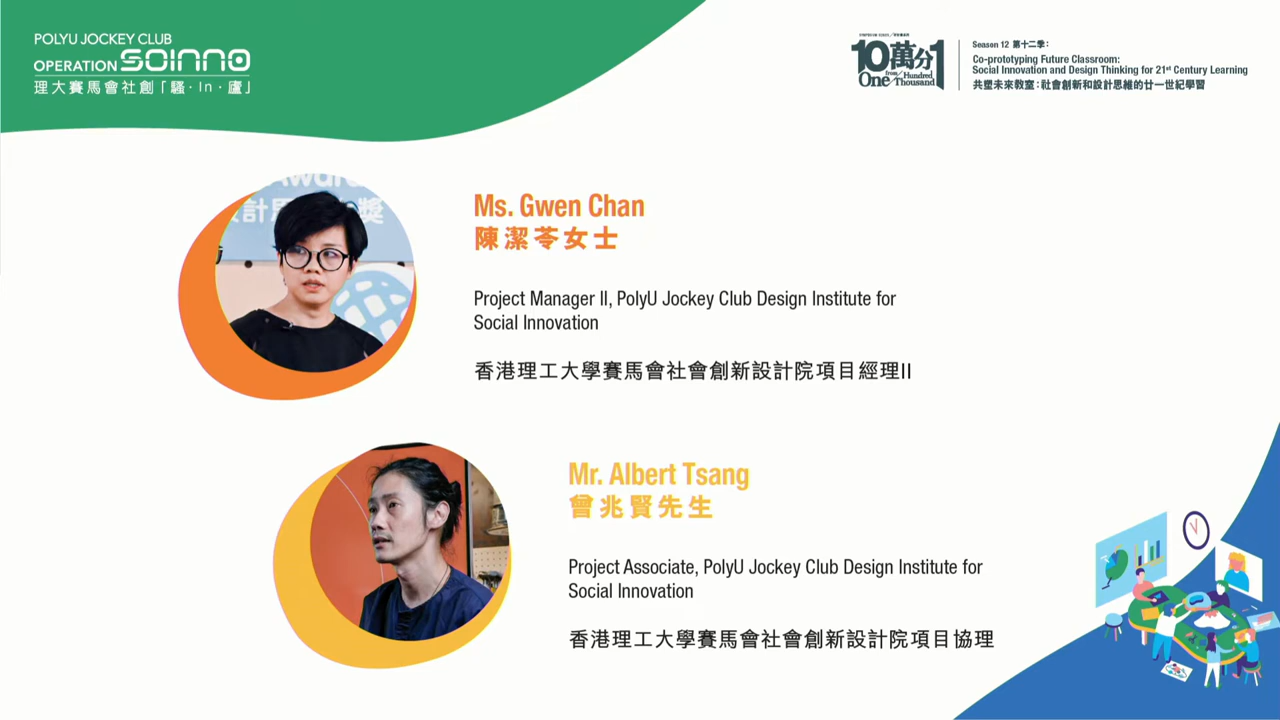 POLYU JOCKEY CLUB
OPERATION SOINNO
理大賽馬會社創「騷·In·廬」
10萬分1
One from Hundred Thousand
Season 12 第十二季：
Co-prototyping Future Classroom:
Social Innovation and Design Thinking for 21st Century Learning
共塑未來教室：社會創新和設計思維的廿一世紀學習
Award
設計思
獎
Ms. Gwen Chan
陳潔苓女士
Project Manager II, PolyU Jockey Club Design Institute for
Social Innovation
香港理工大學賽馬會社會創新設計院項目經理II
Mr. Albert Tsang
曾兆賢先生
Project Associate, PolyU Jockey Club Design Institute for
Social Innovation
香港理工大學賽馬會社會創新設計院項目協理